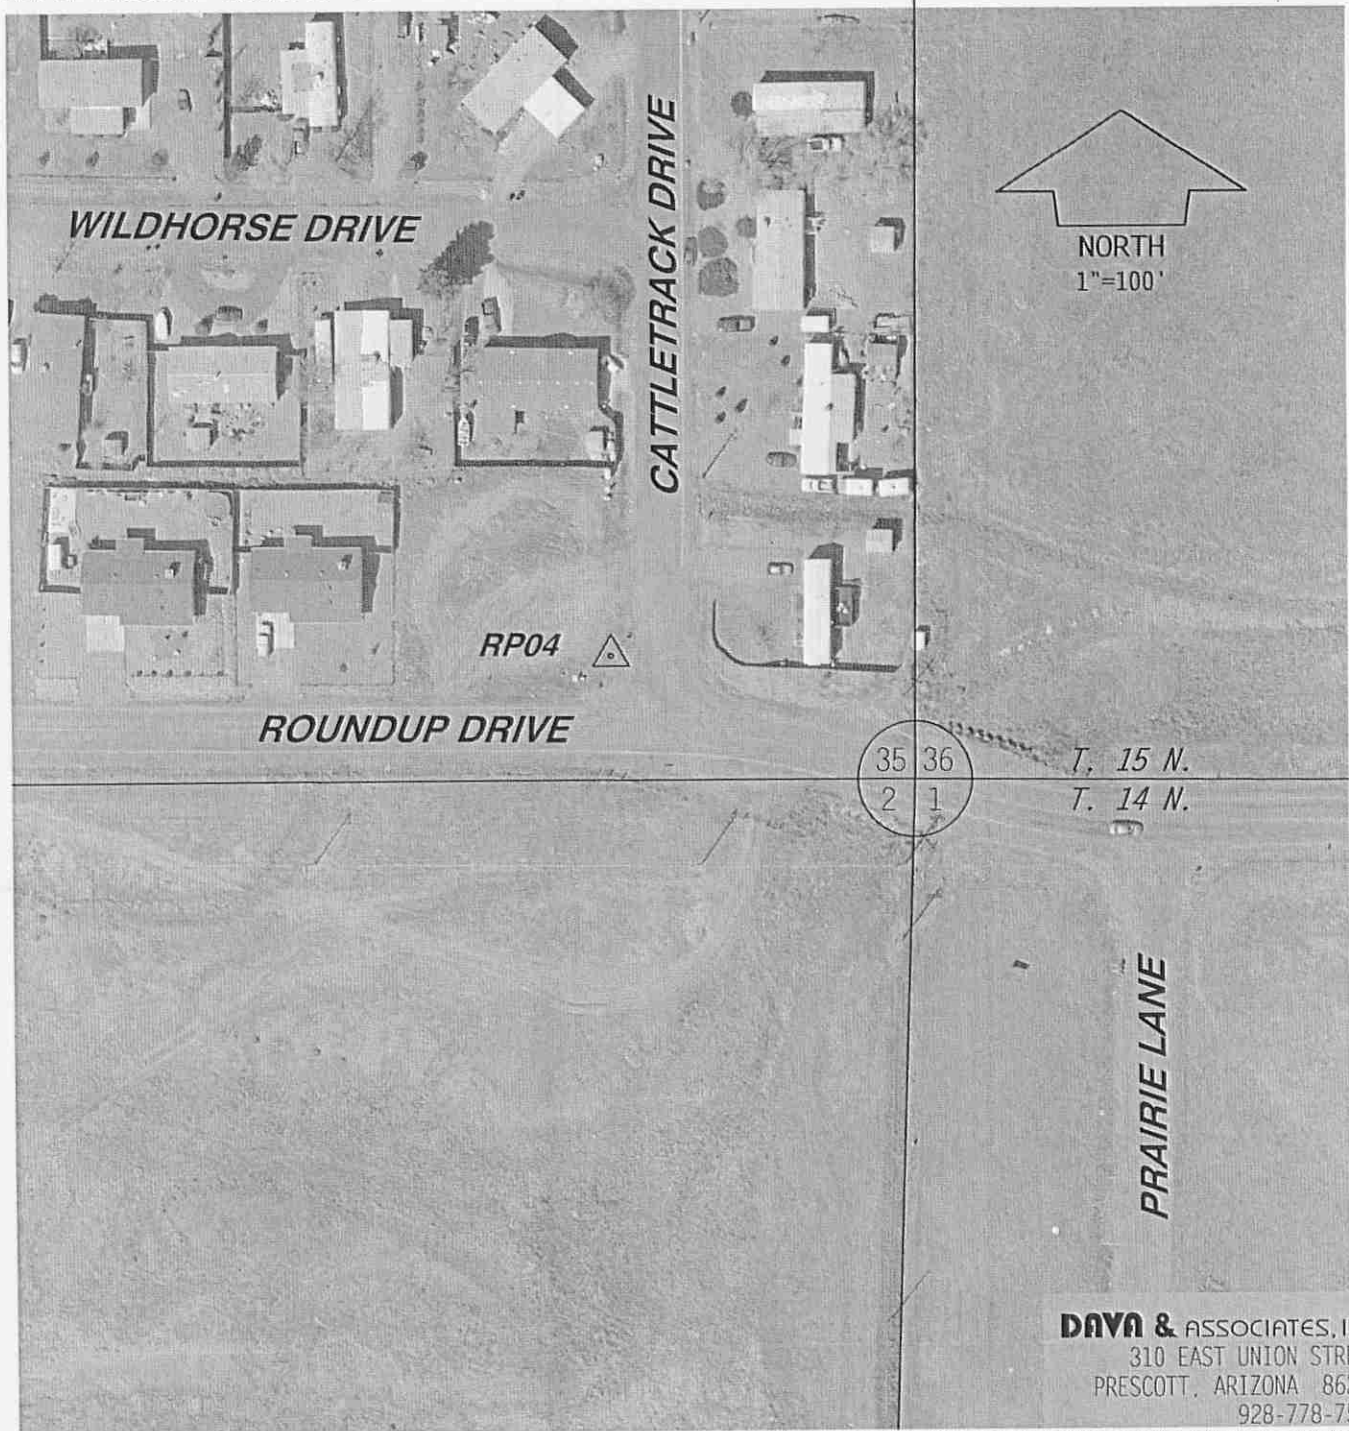 WILDHORSE DRIVE
CATTLETRACK DRIVE
NORTH
1"=100'
RP04
ROUNDUP DRIVE
35 36
2 1
T. 15 N.
T. 14 N.
PRAIRIE LANE
DAVA & ASSOCIATES,
310 EAST UNION
PRESCOTT, ARIZONA